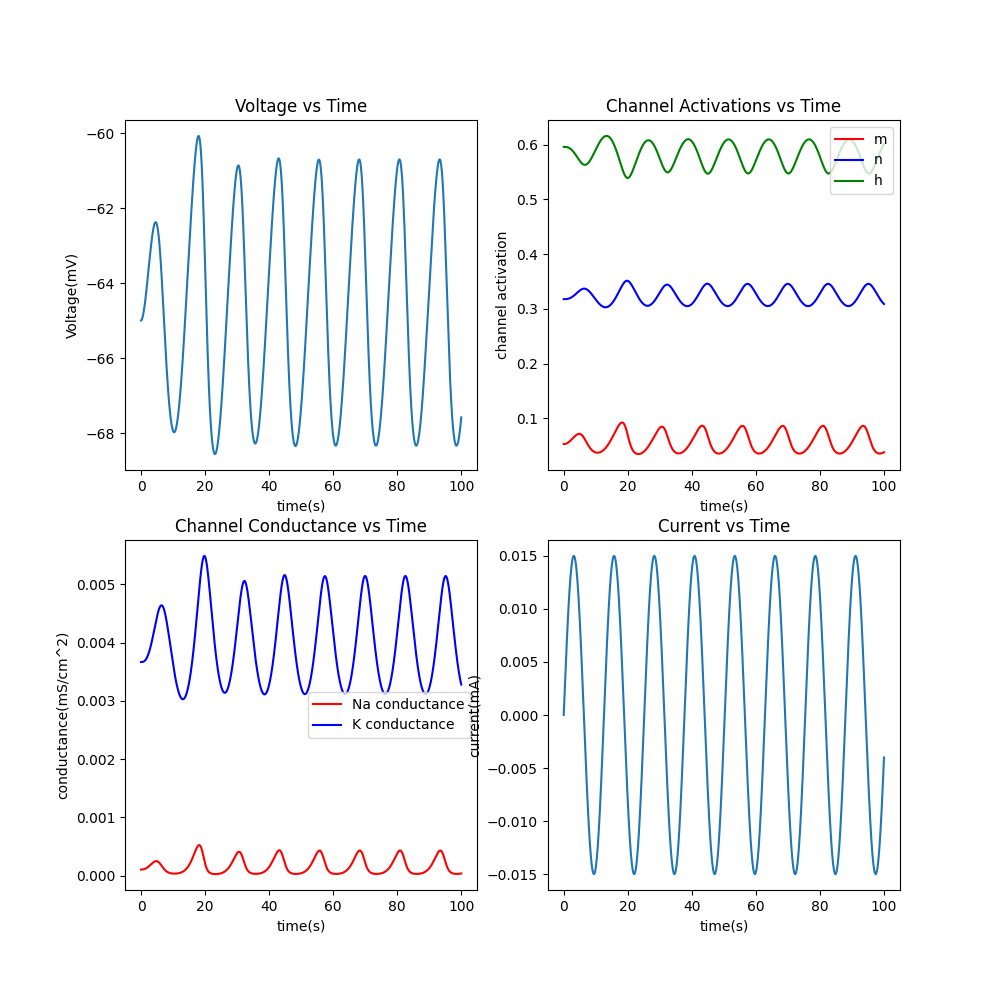 Voltage vs Time
Voltage(mV)
−60
−62
−64
−66
−68
0 20 40 60 80 100
time(s)
Channel Activations vs Time
channel activation
0.6
0.5
0.4
0.3
0.2
0.1
m
n
h
0 20 40 60 80 100
time(s)
Channel Conductance vs Time
conductance(mS/cm^2)
0.005
0.004
0.003
0.002
0.001
0.000
Na conductance
K conductance
0 20 40 60 80 100
time(s)
Current vs Time
current(mA)
0.015
0.010
0.005
0.000
−0.005
−0.010
−0.015
0 20 40 60 80 100
time(s)